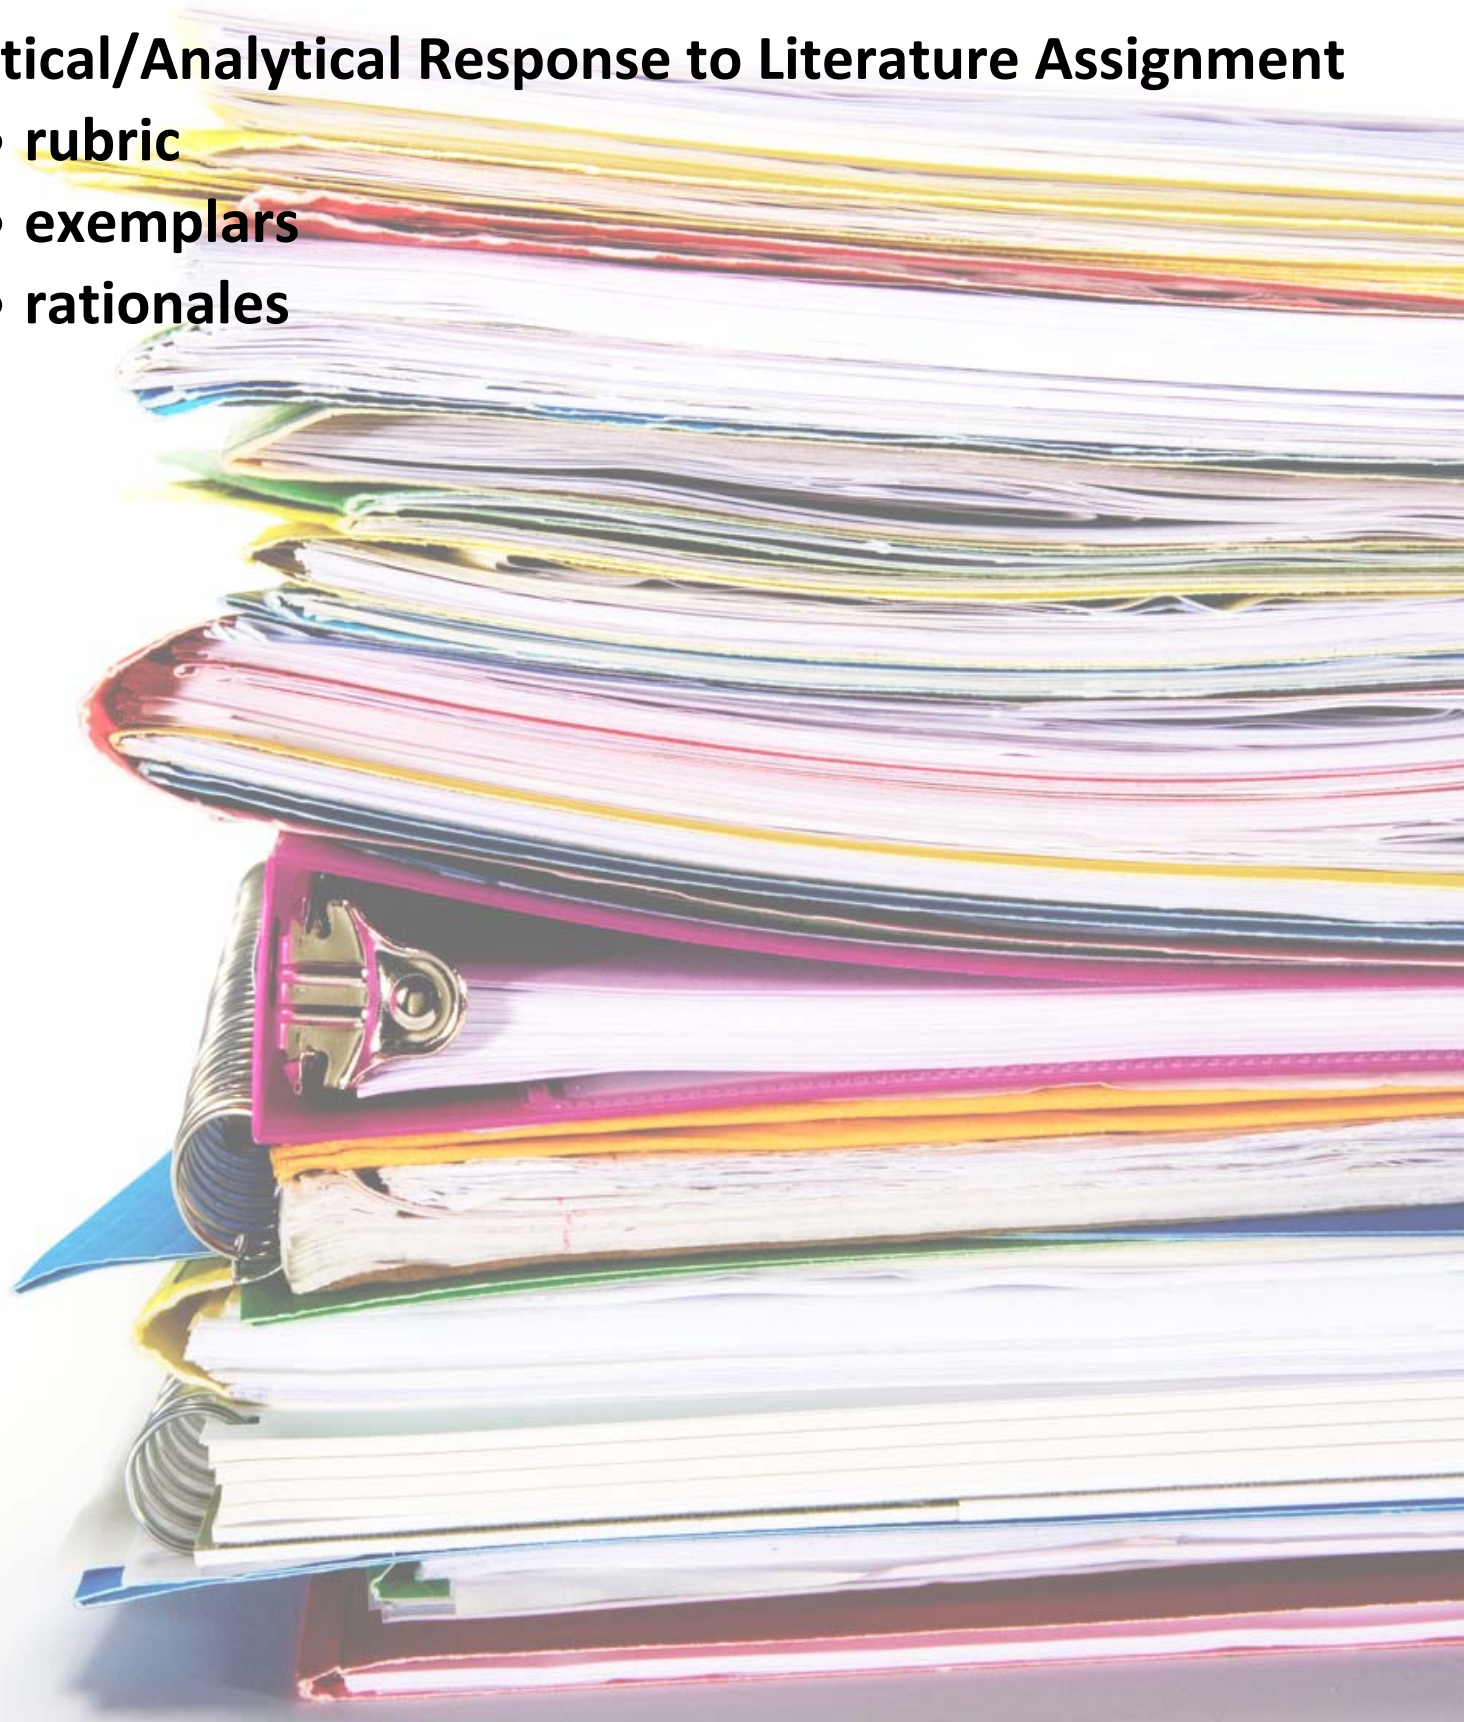 tical/Analytical Response to Literature Assignment
• rubric
• exemplars
• rationales